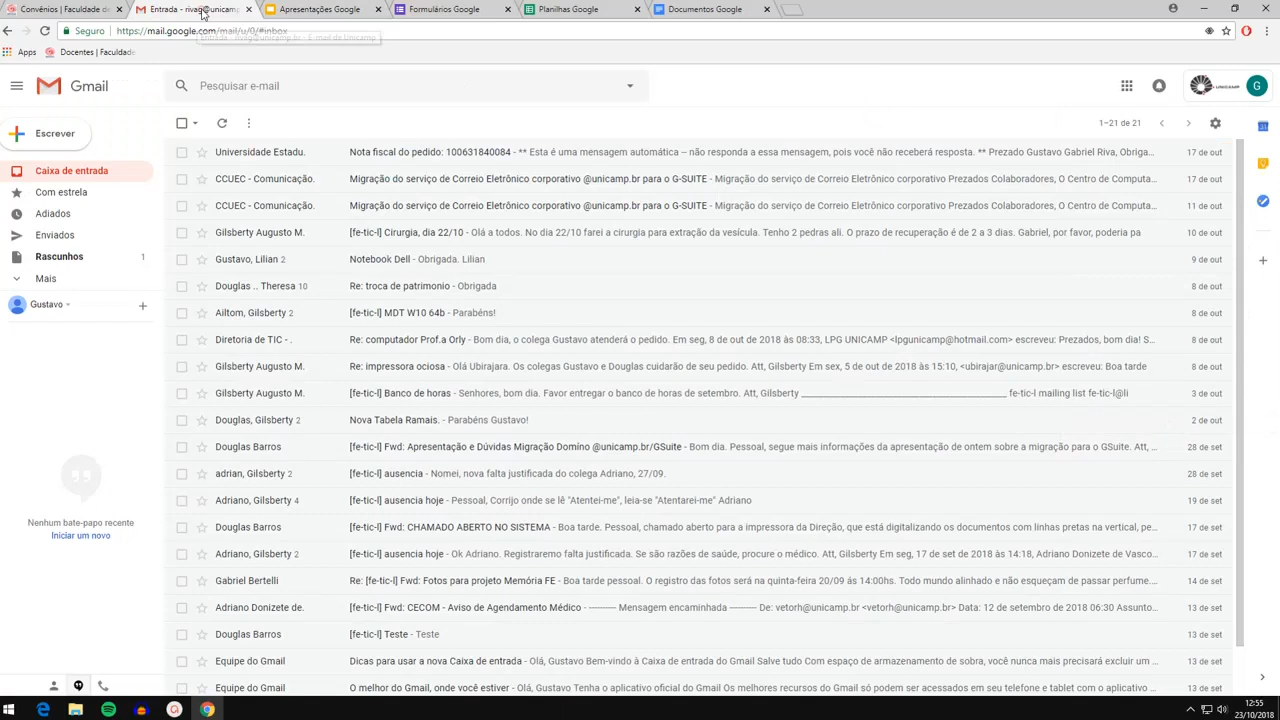 Convênios | Faculdade de
Entrada - rivag@unicamp
Apresentações Google
Formulários Google
Planilhas Google
Documentos Google
Seguro
https://mail.google.com/mail/u/0/#inbox
Entrada - rivag@unicamp.br - E-mail de Unicamp
Apps
Docentes | Faculdade
Gmail
Pesquisar e-mail
UNICAMP
G
Escrever
1–21 de 21
Caixa de entrada
Com estrela
Adiados
Enviados
Rascunhos 1
Mais
Gustavo
Universidade Estadu. Nota fiscal do pedido: 100631840084 - ** Esta é uma mensagem automática – não responda a essa mensagem, pois você não receberá resposta. ** Prezado Gustavo Gabriel Riva, Obriga… 17 de out
CCUEC - Comunicação. Migração do serviço de Correio Eletrônico corporativo @unicamp.br para o G-SUITE - Migração do serviço de Correio Eletrônico corporativo Prezados Colaboradores, O Centro de Computa… 17 de out
CCUEC - Comunicação. Migração do serviço de Correio Eletrônico corporativo @unicamp.br para o G-SUITE - Migração do serviço de Correio Eletrônico corporativo Prezados Colaboradores, O Centro de Computa… 11 de out
Gilsberty Augusto M. [fe-tic-l] Cirurgia, dia 22/10 - Olá a todos. No dia 22/10 farei a cirurgia para extração da vesícula. Tenho 2 pedras ali. O prazo de recuperação é de 2 a 3 dias. Gabriel, por favor, poderia pa 10 de out
Gustavo, Lilian 2 Notebook Dell - Obrigada. Lilian 9 de out
Douglas .. Theresa 10 Re: troca de patrimonio - Obrigada 8 de out
Ailtom, Gilsberty 2 [fe-tic-l] MDT W10 64b - Parabéns! 8 de out
Diretoria de TIC - . Re: computador Prof.a Orly - Bom dia, o colega Gustavo atenderá o pedido. Em seg, 8 de out de 2018 às 08:33, LPG UNICAMP <lpgunicamp@hotmail.com> escreveu: Prezados, bom dia! S… 8 de out
Gilsberty Augusto M. Re: impressora ociosa - Olá Ubirajara. Os colegas Gustavo e Douglas cuidarão de seu pedido. Att, Gilsberty Em sex, 5 de out de 2018 às 15:10, <ubirajar@unicamp.br> escreveu: Boa tarde 8 de out
Gilsberty Augusto M. [fe-tic-l] Banco de horas - Senhores, bom dia. Favor entregar o banco de horas de setembro. Att, Gilsberty _______________________________________________ fe-tic-l mailing list fe-tic-l@li 3 de out
Douglas, Gilsberty 2 Nova Tabela Ramais. - Parabéns Gustavo! 2 de out
Douglas Barros [fe-tic-l] Fwd: Apresentação e Dúvidas Migração Domíno @unicamp.br/GSuite - Bom dia. Pessoal, segue mais informações da apresentação de ontem sobre a migração para o GSuite. Att, … 28 de set
adrian, Gilsberty 2 [fe-tic-l] ausencia - Nomei, nova falta justificada do colega Adriano, 27/09. 28 de set
Adriano, Gilsberty 4 [fe-tic-l] ausencia hoje - Pessoal, Corrijo onde se lê "Atentei-me", leia-se "Atentarei-me" Adriano 19 de set
Douglas Barros [fe-tic-l] Fwd: CHAMADO ABERTO NO SISTEMA - Boa tarde. Pessoal, chamado aberto para a impressora da Direção, que está digitalizando os documentos com linhas pretas na vertical, pe… 17 de set
Adriano, Gilsberty 2 [fe-tic-l] ausencia hoje - Ok Adriano. Registraremo falta justificada. Se são razões de saúde, procure o médico. Att, Gilsberty Em seg, 17 de set de 2018 às 14:18, Adriano Donizete de Vasco… 17 de set
Gabriel Bertelli Re: [fe-tic-l] Fwd: Fotos para projeto Memória FE - Boa tarde pessoal. O registro das fotos será na quinta-feira 20/09 ás 14:00hs. Todo mundo alinhado e não esqueçam de passar perfume… 14 de set
Adriano Donizete de. [fe-tic-l] Fwd: CECOM - Aviso de Agendamento Médico - ---------- Mensagem encaminhada ---------- De: vetorh@unicamp.br <vetorh@unicamp.br> Data: 12 de setembro de 2018 06:30 Assunto… 13 de set
Douglas Barros [fe-tic-l] Teste - Teste 13 de set
Equipe do Gmail Dicas para usar a nova Caixa de entrada - Olá, Gustavo Bem-vindo à Caixa de entrada do Gmail Salve tudo Com espaço de armazenamento de sobra, você nunca mais precisará excluir um … 13 de set
Equipe do Gmail O melhor do Gmail, onde você estiver - Olá, Gustavo Tenha o aplicativo oficial do Gmail Os melhores recursos do Gmail só podem ser acessados em seu telefone e tablet com o aplicativo … 13 de set
Nenhum bate-papo recente
Iniciar um novo
12:55
23/10/2018